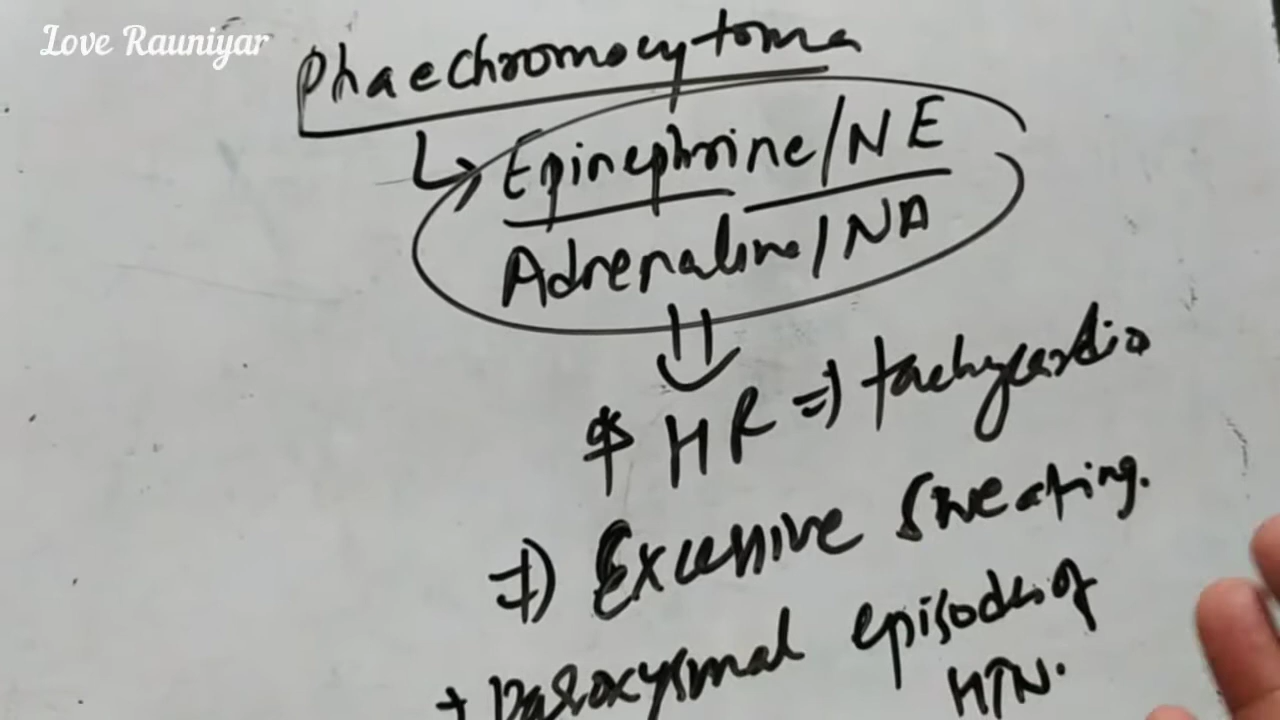 Love Rauniyar
Phaechromocytoma
↳ Epinephrine/NE
Adrenaline/NA
↑ HR ⇒ tachycardia
⇒ Excessive sweating.
→ Paroxysmal episodes of
HTN.